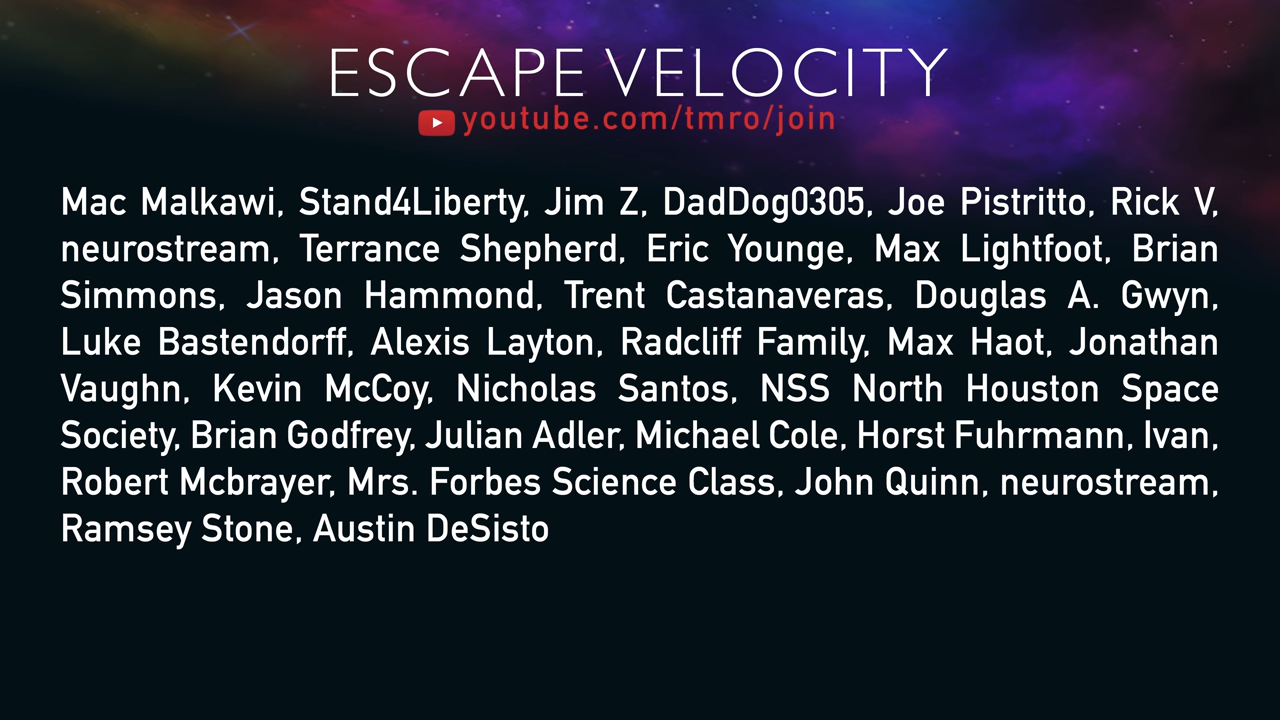 ESCAPE VELOCITY
youtube.com/tmro/join
Mac Malkawi, Stand4Liberty, Jim Z, DadDog0305, Joe Pistritto, Rick V,
neurostream, Terrance Shepherd, Eric Younge, Max Lightfoot, Brian
Simmons, Jason Hammond, Trent Castanaveras, Douglas A. Gwyn,
Luke Bastendorff, Alexis Layton, Radcliff Family, Max Haot, Jonathan
Vaughn, Kevin McCoy, Nicholas Santos, NSS North Houston Space
Society, Brian Godfrey, Julian Adler, Michael Cole, Horst Fuhrmann, Ivan,
Robert Mcbrayer, Mrs. Forbes Science Class, John Quinn, neurostream,
Ramsey Stone, Austin DeSisto